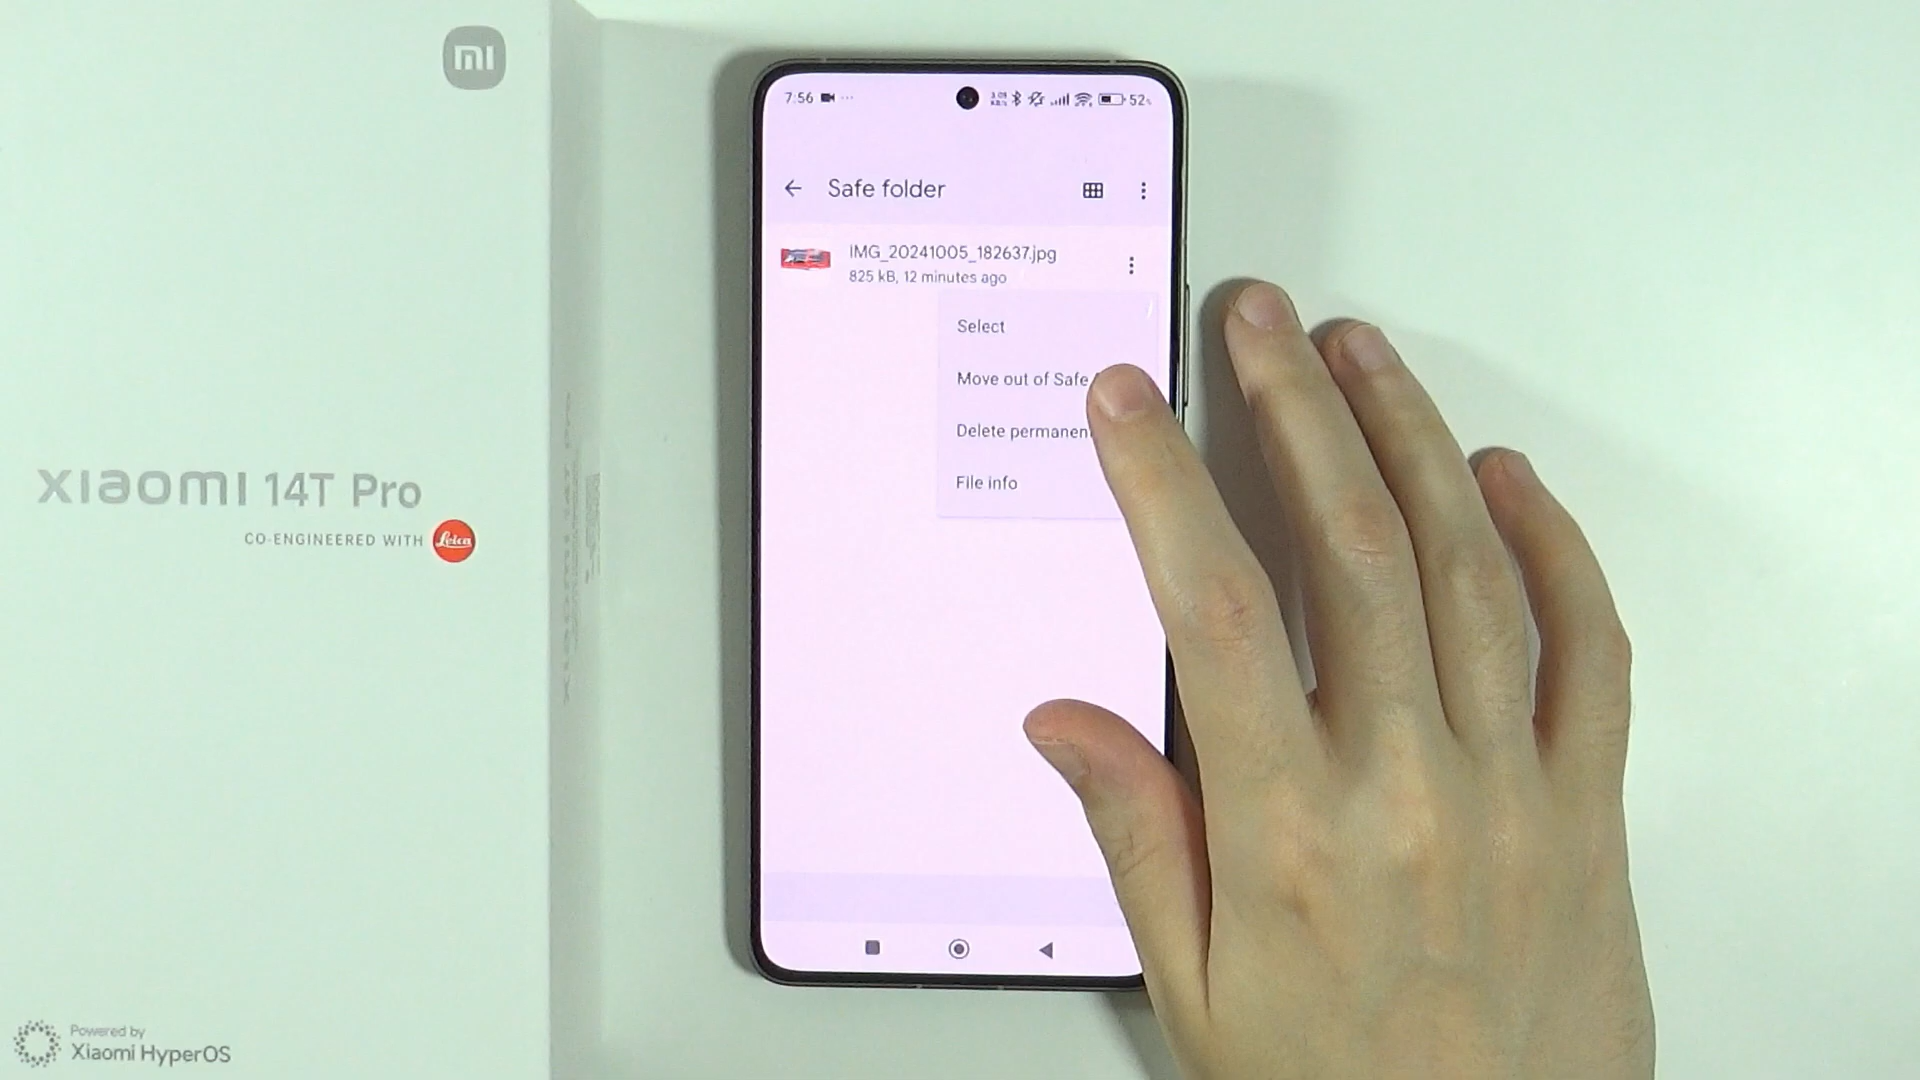 mi
xiaomi 14T Pro
CO-ENGINEERED WITH Leica
Powered by
Xiaomi HyperOS
7:56
52%
Safe folder
IMG_20241005_182637.jpg
825 kB, 12 minutes ago
Select
Move out of Safe
Delete permanen
File info